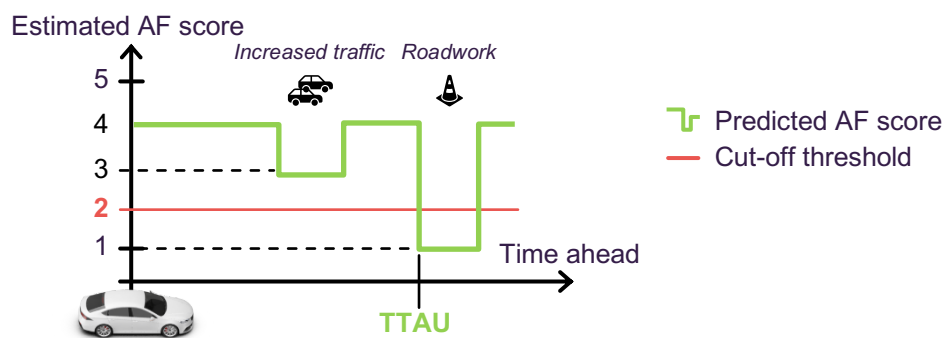 Estimated AF score
Increased traffic
Roadwork
5
4
3
2
1
Predicted AF score
Cut-off threshold
Time ahead
TTAU